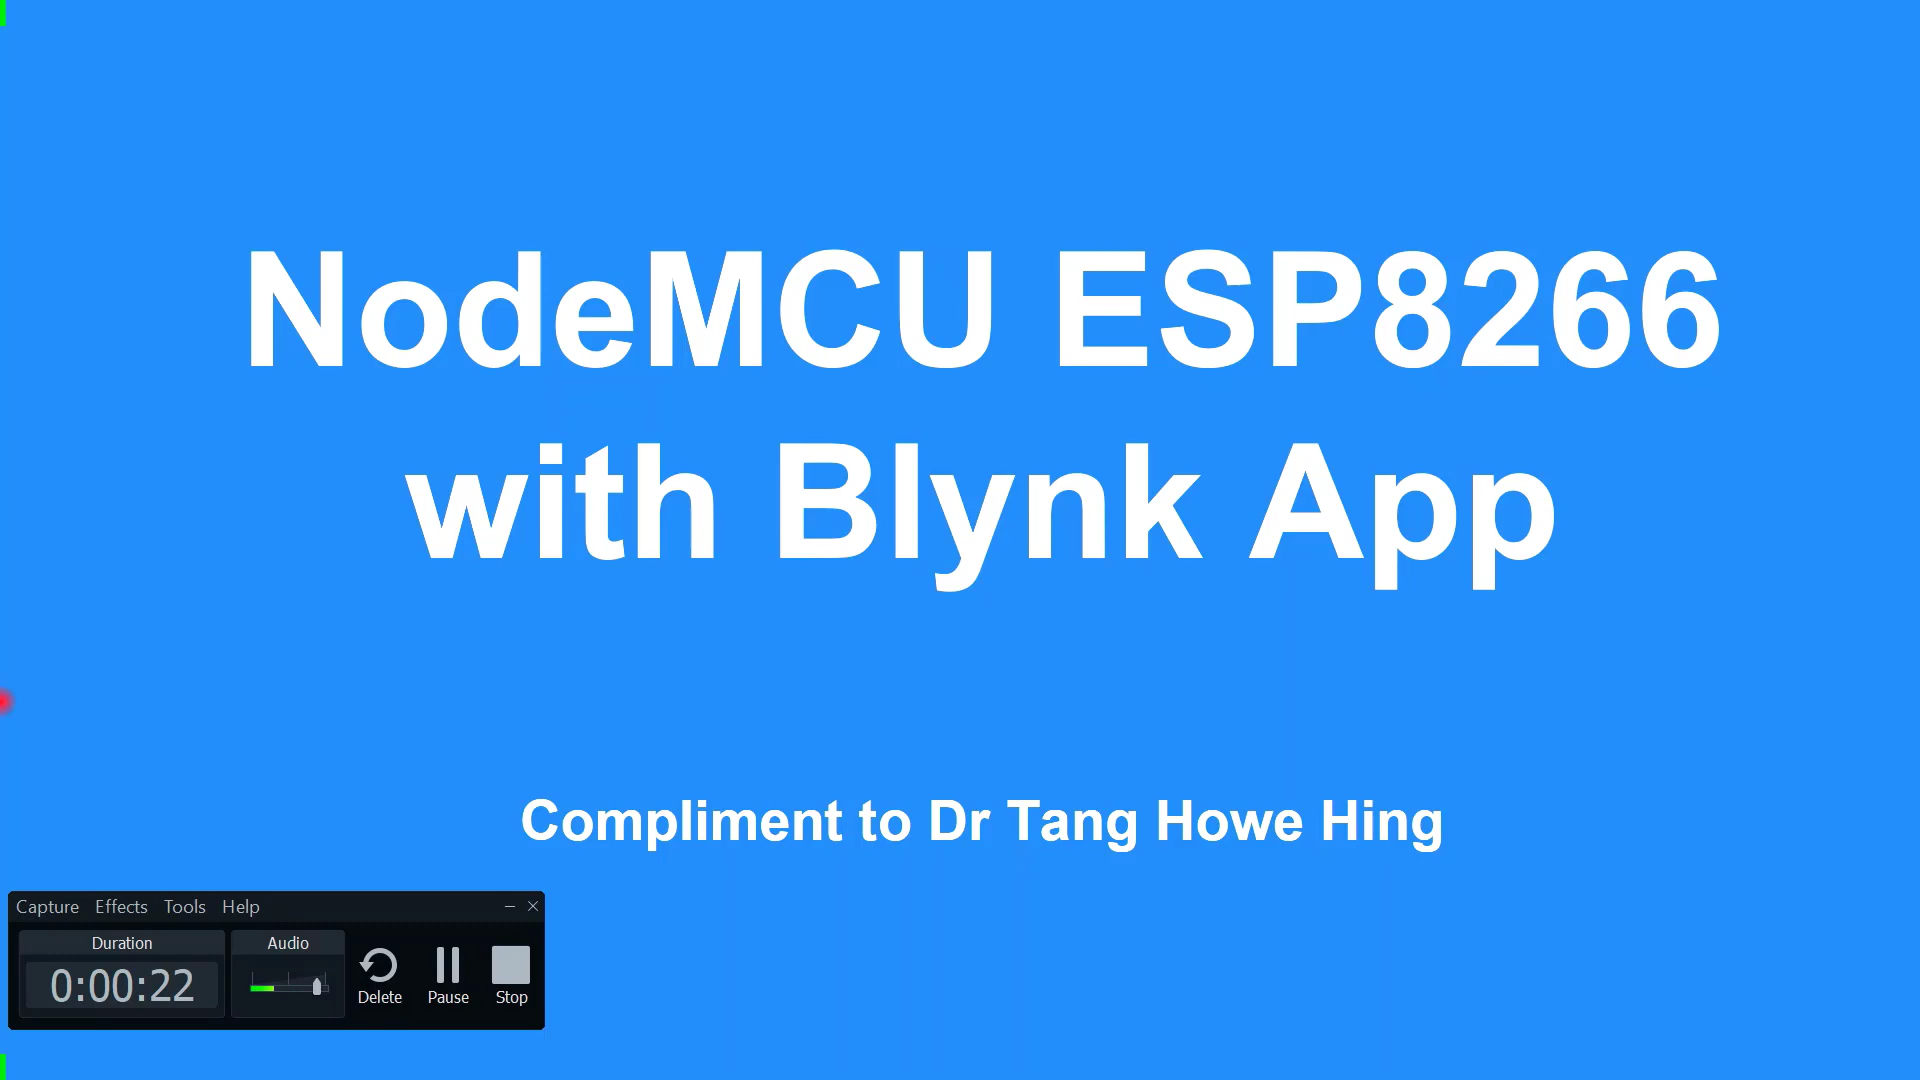 NodeMCU ESP8266
with Blynk App
Compliment to Dr Tang Howe Hing
Capture Effects Tools Help
Duration Audio
0:00:22
Delete Pause Stop